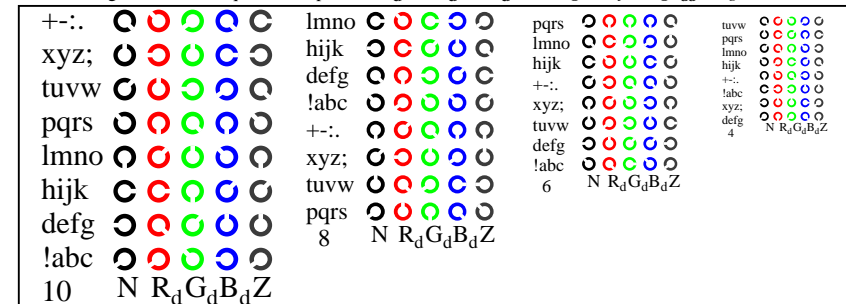 +-:.
xyz;
tuvw
pqrs
lmno
hijk
defg
!abc
10 N RdGdBdZ
lmno
hijk
defg
!abc
+-:.
xyz;
tuvw
pqrs
8 N RdGdBdZ
pqrs
lmno
hijk
+-:.
xyz;
tuvw
defg
!abc
6 N RdGdBdZ
tuvw
pqrs
lmno
hijk
+-:.
!abc
xyz;
defg
4 N RdGdBdZ